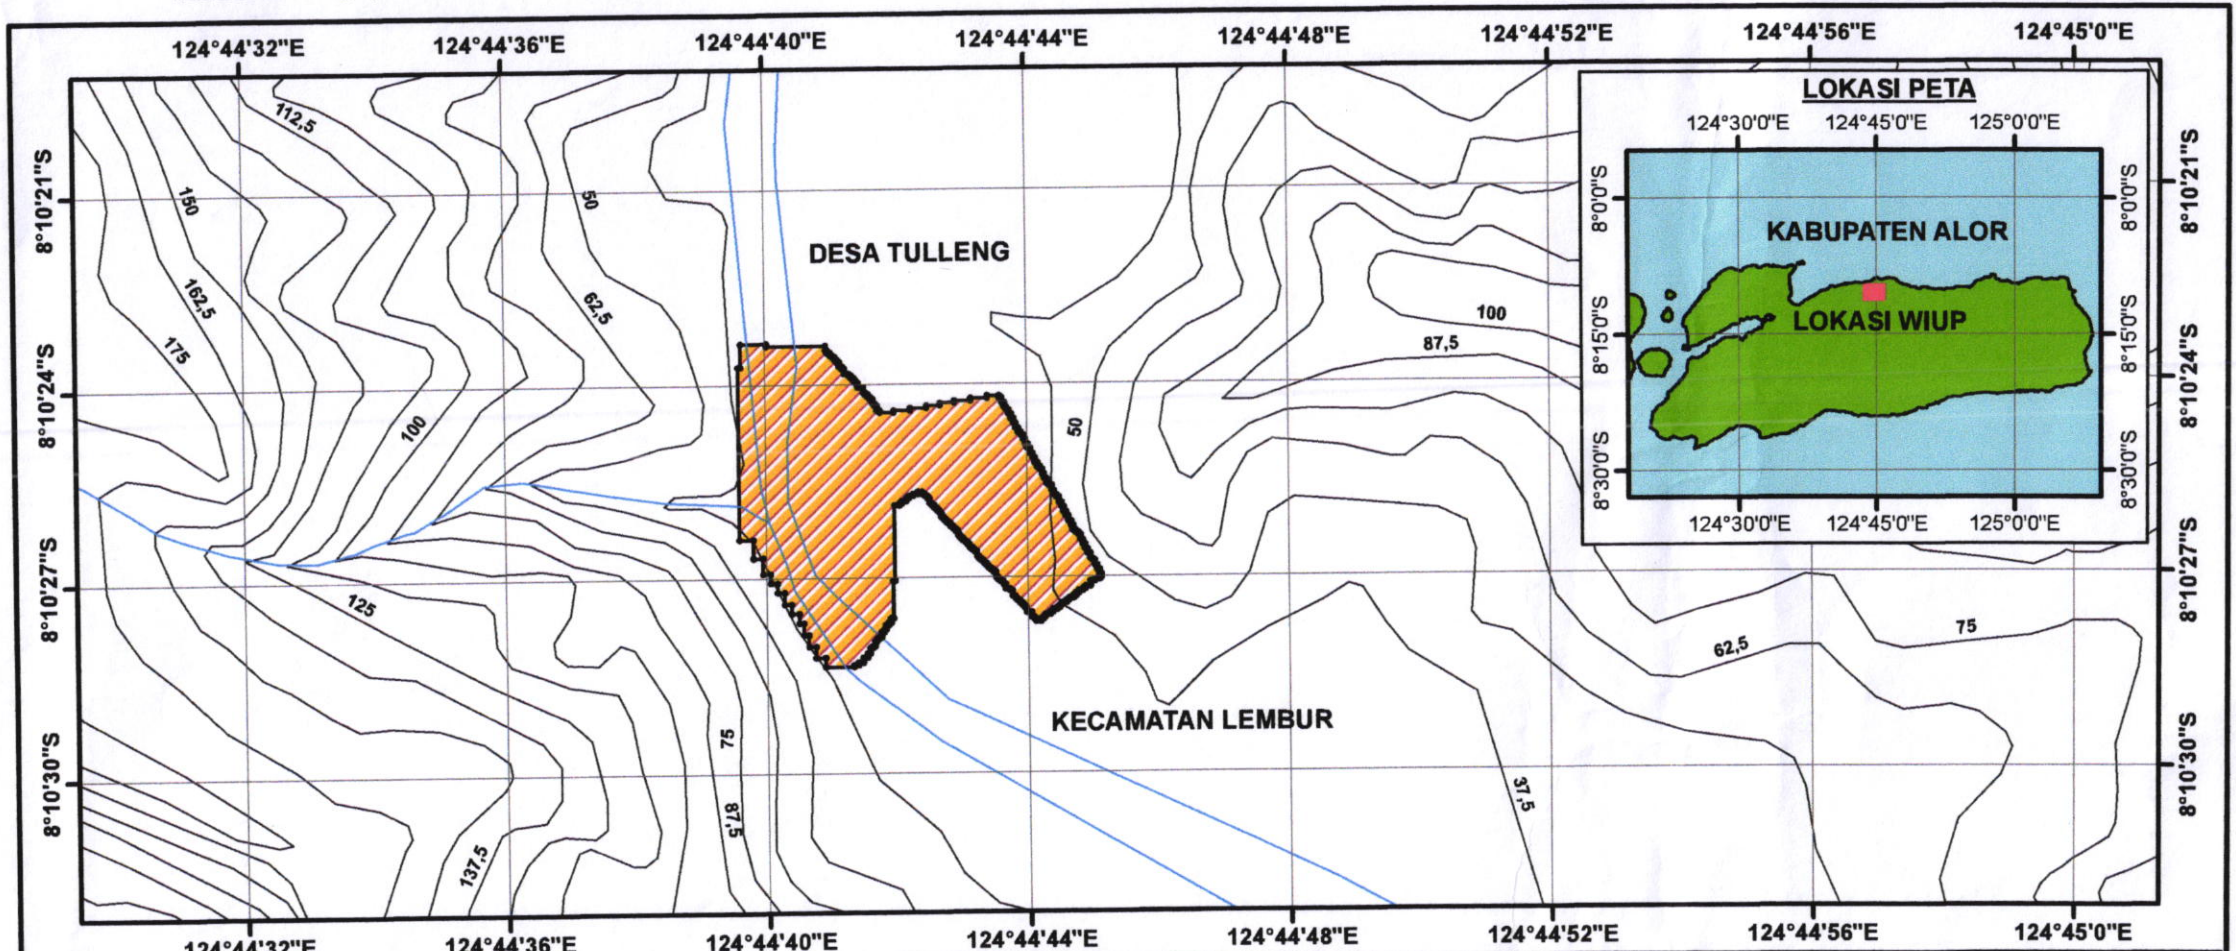 124°44'32"E 124°44'36"E 124°44'40"E 124°44'44"E 124°44'48"E 124°44'52"E 124°44'56"E 124°45'0"E
LOKASI PETA
124°30'0"E 124°45'0"E 125°0'0"E
8°0'0"S
8°15'0"S
8°30'0"S
KABUPATEN ALOR
LOKASI WIUP
8°0'0"S
8°15'0"S
8°30'0"S
124°30'0"E 124°45'0"E 125°0'0"E
8°10'21"S
8°10'24"S
8°10'27"S
8°10'30"S
112,5
150
50
162,5
62,5
175
100
DESA TULLENG
100
87,5
50
125
75
62,5
KECAMATAN LEMBUR
75
87,5
37,5
137,5
8°10'21"S
8°10'24"S
8°10'27"S
8°10'30"S
124°44'32"E 124°44'36"E 124°44'40"E 124°44'44"E 124°44'48"E 124°44'52"E 124°44'56"E 124°45'0"E